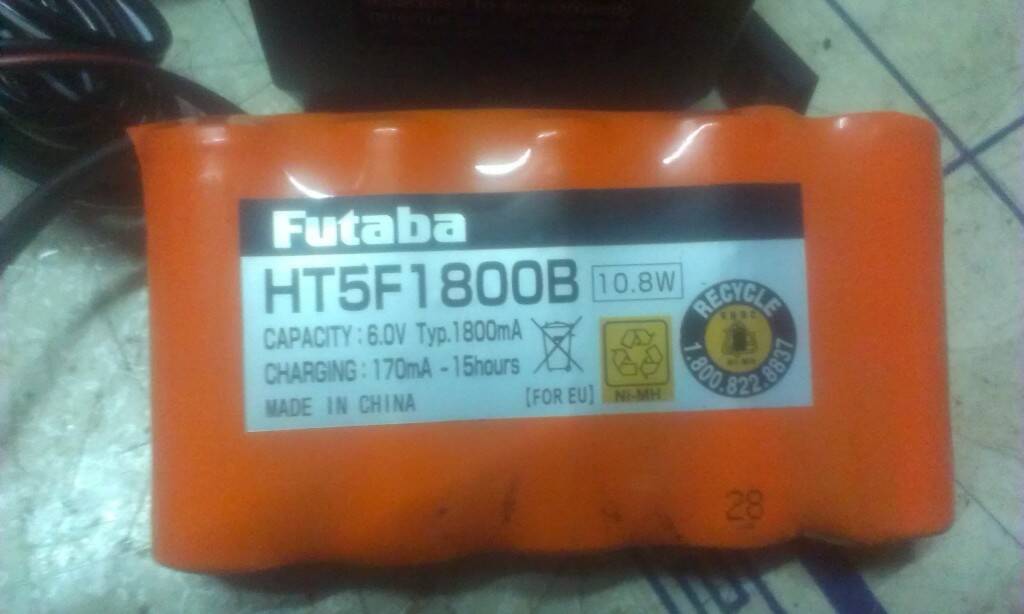 Futaba
HT5F1800B 10.8W
CAPACITY : 6.0V Typ.1800mA
CHARGING : 170mA - 15hours
MADE IN CHINA
[FOR EU]
Ni-MH
RECYCLE
1.800.822.8837
28